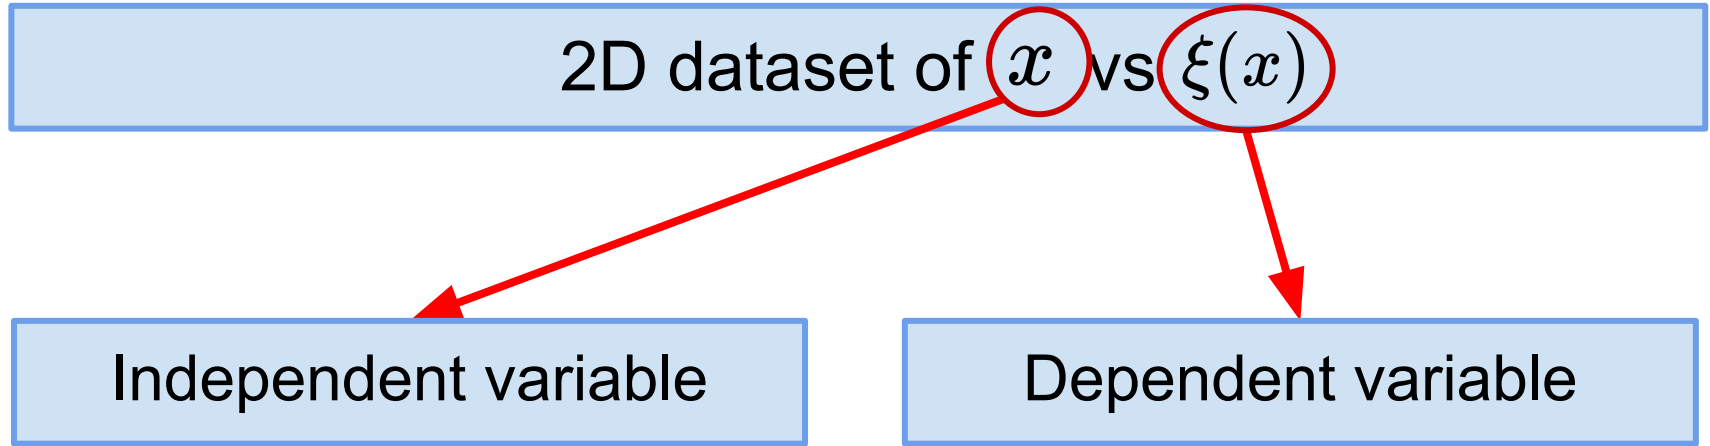 2D dataset of x vs ξ(x)
Independent variable
Dependent variable